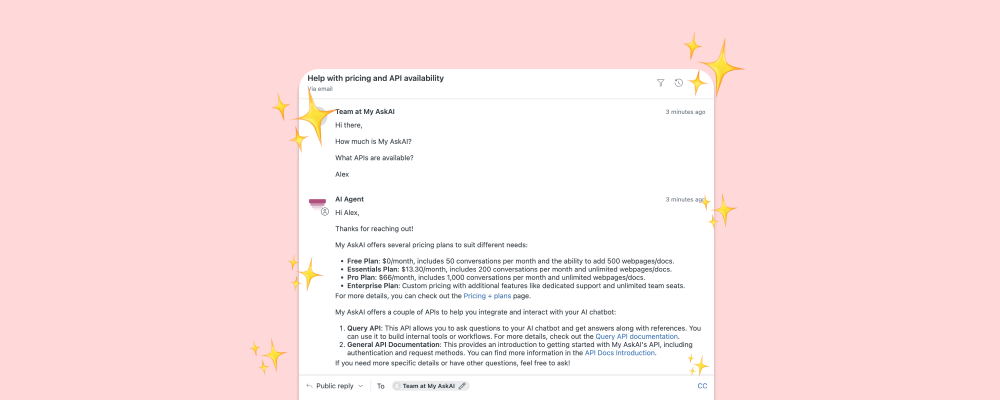 Help with pricing and API availability
Via email
Team at My AskAI
3 minutes ago
Hi there,
How much is My AskAI?
What APIs are available?
Alex
AI Agent
3 minutes ago
Hi Alex,
Thanks for reaching out!
My AskAI offers several pricing plans to suit different needs:
• Free Plan: $0/month, includes 50 conversations per month and the ability to add 500 webpages/docs.
• Essentials Plan: $13.30/month, includes 200 conversations per month and unlimited webpages/docs.
• Pro Plan: $66/month, includes 1,000 conversations per month and unlimited webpages/docs.
• Enterprise Plan: Custom pricing with additional features like dedicated support and unlimited team seats.
For more details, you can check out the Pricing + plans page.
My AskAI offers a couple of APIs to help you integrate and interact with your AI chatbot:
1. Query API: This API allows you to ask questions to your AI chatbot and get answers along with references. You
can use it to build internal tools or workflows. For more details, check out the Query API documentation.
2. General API Documentation: This provides an introduction to getting started with My AskAI's API, including
authentication and request methods. You can find more information in the API Docs Introduction.
If you need more specific details or have other questions, feel free to ask!
Public reply
To
Team at My AskAI
CC